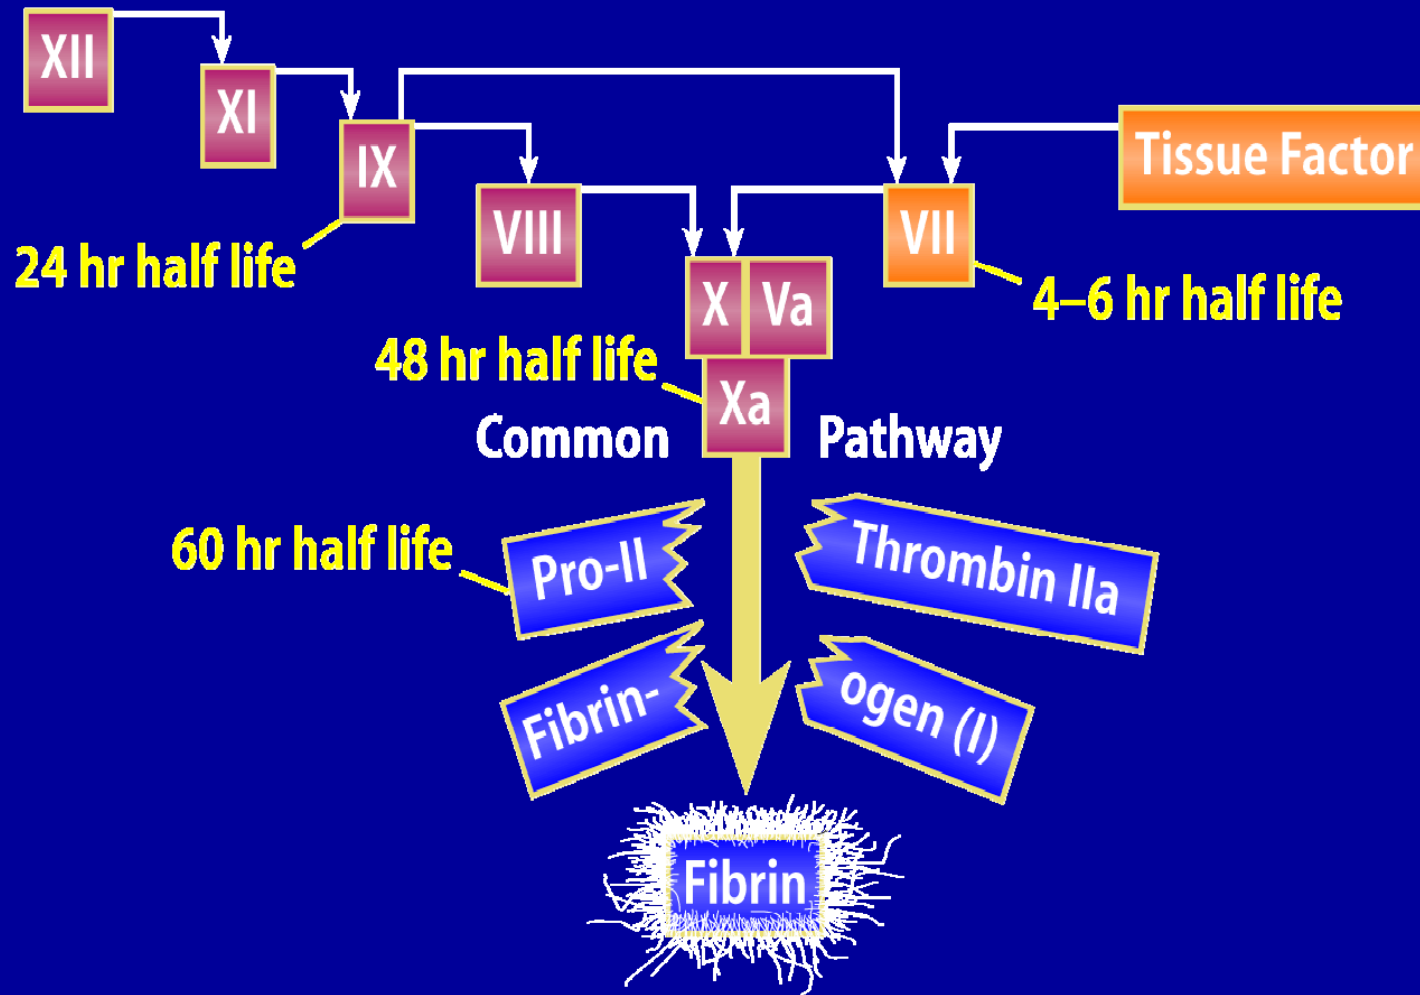 XII
XI
IX
Tissue Factor
VIII
VII
24 hr half life
X
Va
4–6 hr half life
48 hr half life
Xa
Common
Pathway
60 hr half life
Pro-II
Thrombin IIa
Fibrin-
ogen (I)
Fibrin